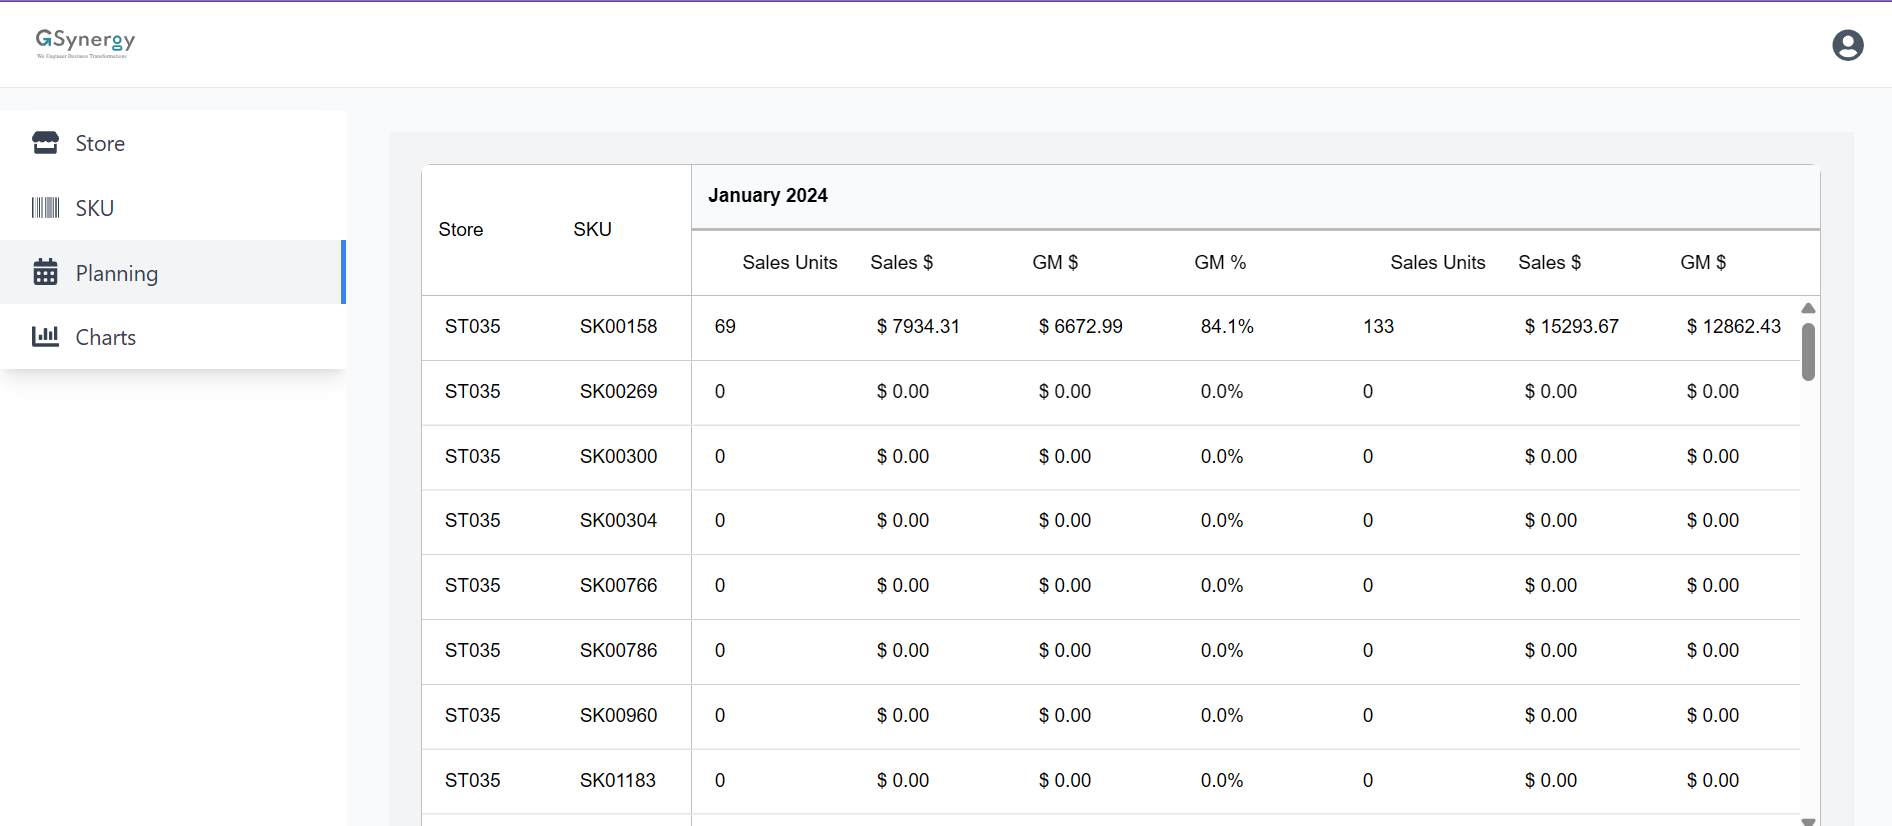 GSynergy
We Engineer Business Transformations
Store
SKU
Planning
Charts
Store SKU January 2024
Sales Units Sales $ GM $ GM % Sales Units Sales $ GM $
ST035 SK00158 69 $ 7934.31 $ 6672.99 84.1% 133 $ 15293.67 $ 12862.43
ST035 SK00269 0 $ 0.00 $ 0.00 0.0% 0 $ 0.00 $ 0.00
ST035 SK00300 0 $ 0.00 $ 0.00 0.0% 0 $ 0.00 $ 0.00
ST035 SK00304 0 $ 0.00 $ 0.00 0.0% 0 $ 0.00 $ 0.00
ST035 SK00766 0 $ 0.00 $ 0.00 0.0% 0 $ 0.00 $ 0.00
ST035 SK00786 0 $ 0.00 $ 0.00 0.0% 0 $ 0.00 $ 0.00
ST035 SK00960 0 $ 0.00 $ 0.00 0.0% 0 $ 0.00 $ 0.00
ST035 SK01183 0 $ 0.00 $ 0.00 0.0% 0 $ 0.00 $ 0.00